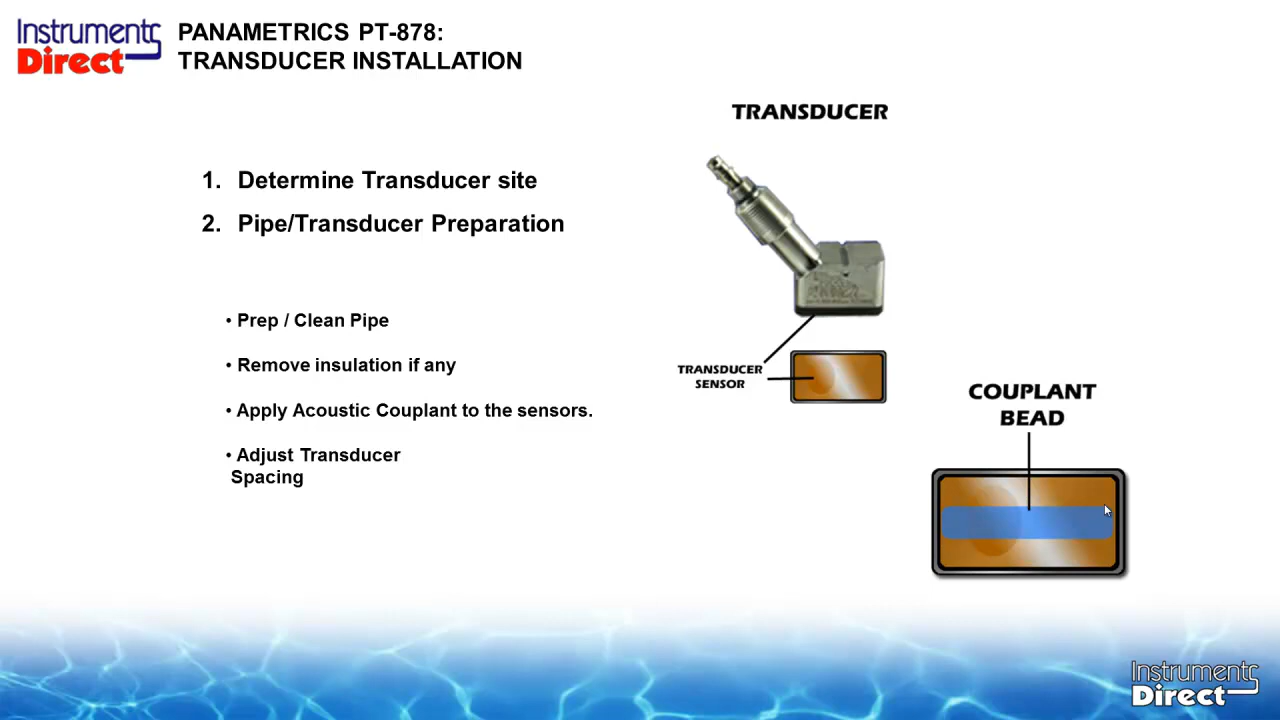 Instruments
Direct
PANAMETRICS PT-878:
TRANSDUCER INSTALLATION
TRANSDUCER
1. Determine Transducer site
2. Pipe/Transducer Preparation
• Prep / Clean Pipe
• Remove insulation if any
• Apply Acoustic Couplant to the sensors.
• Adjust Transducer
Spacing
TRANSDUCER
SENSOR
COUPLANT
BEAD
Instruments
Direct